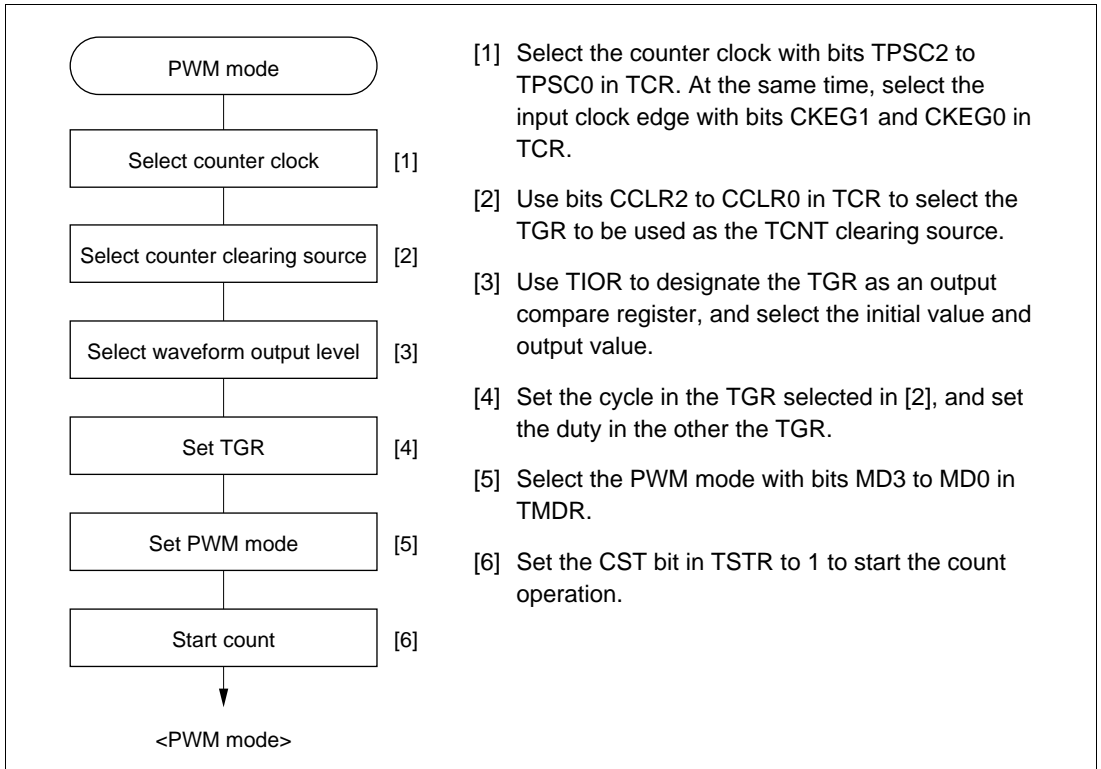 PWM mode
Select counter clock [1]
Select counter clearing source [2]
Select waveform output level [3]
Set TGR [4]
Set PWM mode [5]
Start count [6]
<PWM mode>
[1] Select the counter clock with bits TPSC2 to
TPSC0 in TCR. At the same time, select the
input clock edge with bits CKEG1 and CKEG0 in
TCR.
[2] Use bits CCLR2 to CCLR0 in TCR to select the
TGR to be used as the TCNT clearing source.
[3] Use TIOR to designate the TGR as an output
compare register, and select the initial value and
output value.
[4] Set the cycle in the TGR selected in [2], and set
the duty in the other the TGR.
[5] Select the PWM mode with bits MD3 to MD0 in
TMDR.
[6] Set the CST bit in TSTR to 1 to start the count
operation.